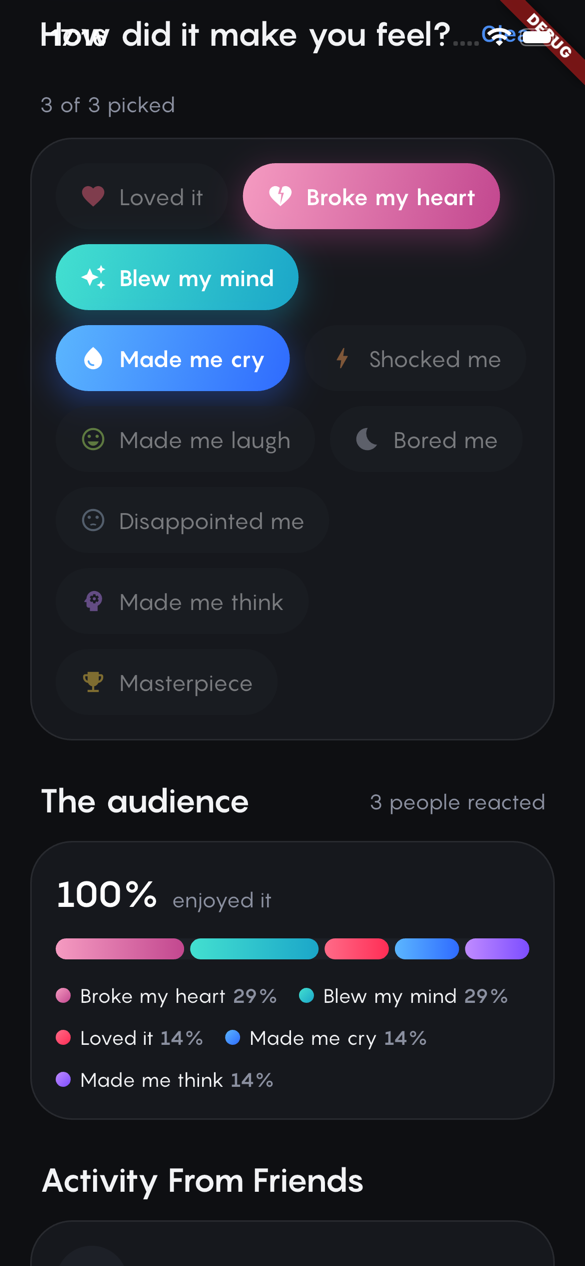 How did it make you feel?
DEBUG
3 of 3 picked
Loved it
Broke my heart
Blew my mind
Made me cry
Shocked me
Made me laugh
Bored me
Disappointed me
Made me think
Masterpiece
The audience
3 people reacted
100% enjoyed it
Broke my heart 29%
Blew my mind 29%
Loved it 14%
Made me cry 14%
Made me think 14%
Activity From Friends